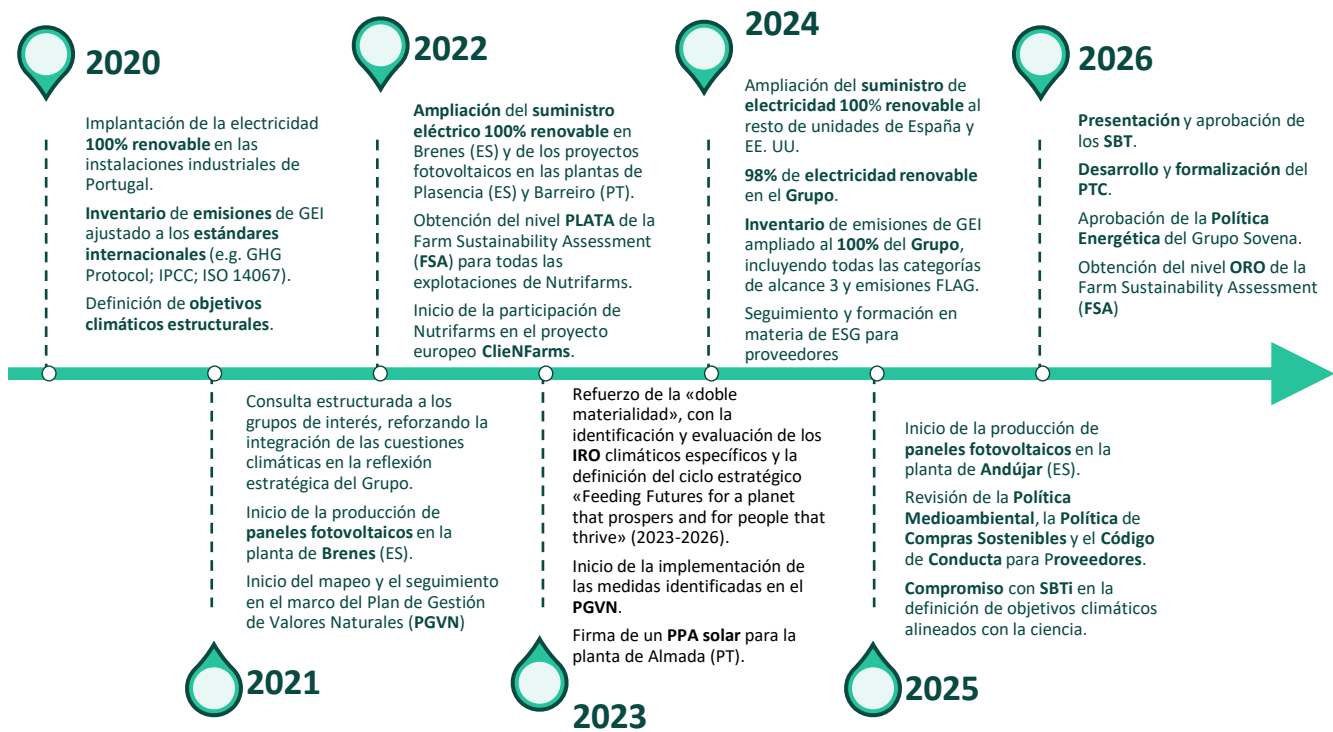 2020
Implantación de la electricidad
100% renovable en las
instalaciones industriales de
Portugal.
Inventario de emisiones de GEI
ajustado a los estándares
internacionales (e.g. GHG
Protocol; IPCC; ISO 14067).
Definición de objetivos
climáticos estructurales.
2022
Ampliación del suministro
eléctrico 100% renovable en
Brenes (ES) y de los proyectos
fotovoltaicos en las plantas de
Plasencia (ES) y Barreiro (PT).
Obtención del nivel PLATA de la
Farm Sustainability Assessment
(FSA) para todas las
explotaciones de Nutrifarms.
Inicio de la participación de
Nutrifarms en el proyecto
europeo ClieNFarms.
2024
Ampliación del suministro de
electricidad 100% renovable al
resto de unidades de España y
EE. UU.
98% de electricidad renovable
en el Grupo.
Inventario de emisiones de GEI
ampliado al 100% del Grupo,
incluyendo todas las categorías
de alcance 3 y emisiones FLAG.
Seguimiento y formación en
materia de ESG para
proveedores
2026
Presentación y aprobación de
los SBT.
Desarrollo y formalización del
PTC.
Aprobación de la Política
Energética del Grupo Sovena.
Obtención del nivel ORO de la
Farm Sustainability Assessment
(FSA)
Consulta estructurada a los
grupos de interés, reforzando la
integración de las cuestiones
climáticas en la reflexión
estratégica del Grupo.
Inicio de la producción de
paneles fotovoltaicos en la
planta de Brenes (ES).
Inicio del mapeo y el seguimiento
en el marco del Plan de Gestión
de Valores Naturales (PGVN)
2021
Refuerzo de la «doble
materialidad», con la
identificación y evaluación de los
IRO climáticos específicos y la
definición del ciclo estratégico
«Feeding Futures for a planet
that prospers and for people that
thrive» (2023-2026).
Inicio de la implementación de
las medidas identificadas en el
PGVN.
Firma de un PPA solar para la
planta de Almada (PT).
2023
Inicio de la producción de
paneles fotovoltaicos en la
planta de Andújar (ES).
Revisión de la Política
Medioambiental, la Política de
Compras Sostenibles y el Código
de Conducta para Proveedores.
Compromiso con SBTi en la
definición de objetivos climáticos
alineados con la ciencia.
2025